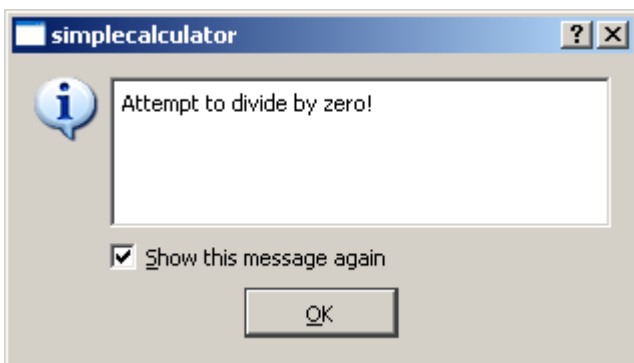 simplecalculator
Attempt to divide by zero!
Show this message again
OK